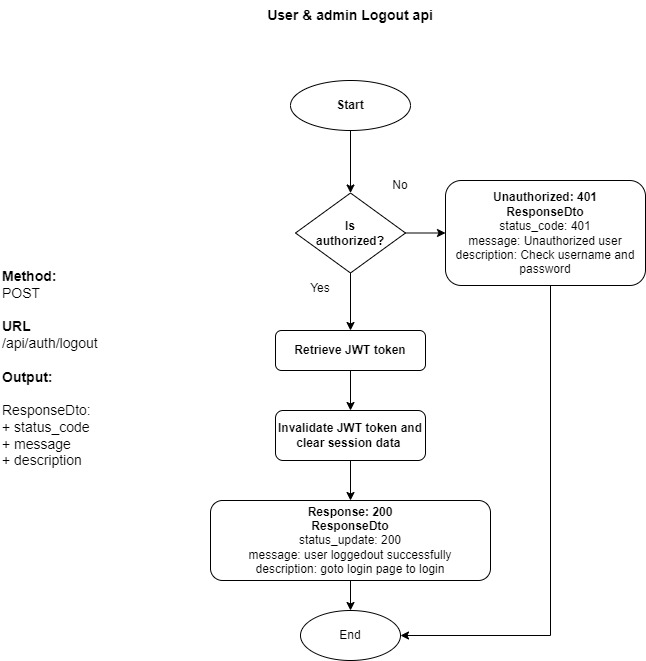 User & admin Logout api
Start
No
Is
authorized?
Unauthorized: 401
ResponseDto
status_code: 401
message: Unauthorized user
description: Check username and
password
Yes
Method:
POST
URL
/api/auth/logout
Output:
ResponseDto:
+ status_code
+ message
+ description
Retrieve JWT token
Invalidate JWT token and
clear session data
Response: 200
ResponseDto
status_update: 200
message: user loggedout successfully
description: goto login page to login
End